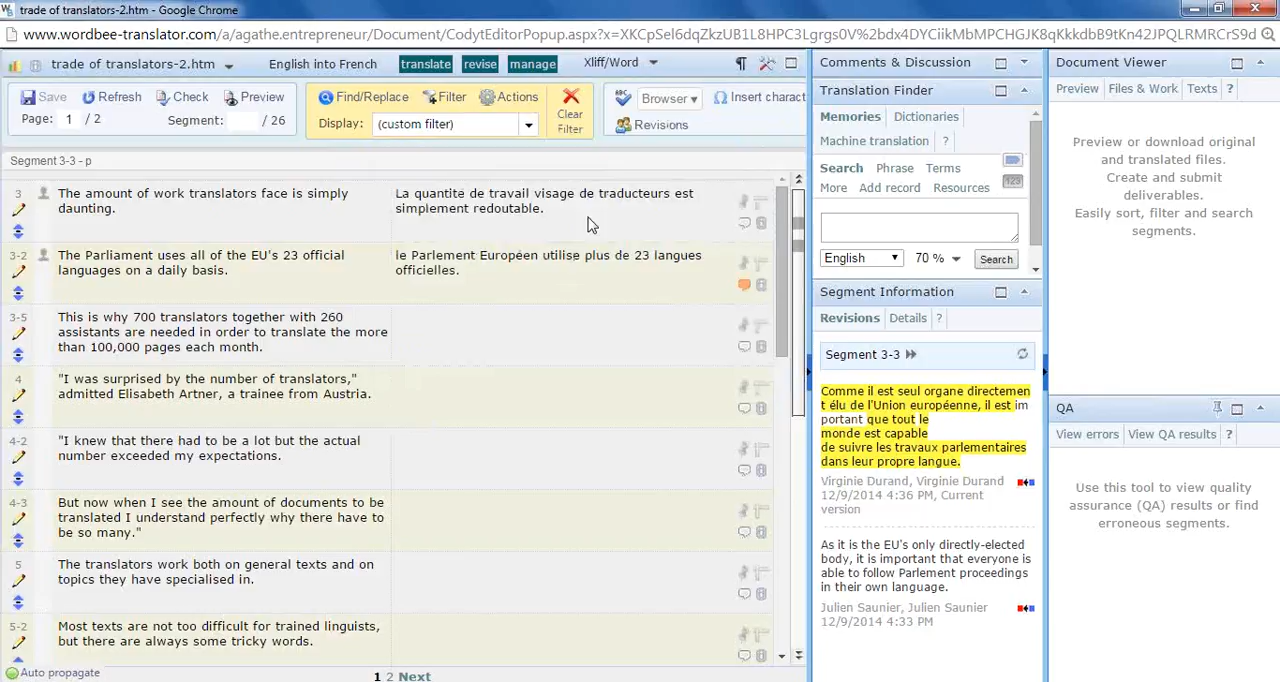 trade of translators-2.htm - Google Chrome
www.wordbee-translator.com/a/agathe.entrepreneur/Document/CodytEditorPopup.aspx?x=XKCpSel6dqZkzUB1L8HPC3Lgrgs0V%2bdx4DYCiikMbMPCHGJK8qKkkdbB9tKn42JPQLRMRCrS9d
trade of translators-2.htm
English into French
translate
revise
manage
Xliff/Word
Save
Refresh
Check
Preview
Page: 1 / 2
Segment: / 26
Find/Replace
Filter
Actions
Display: (custom filter)
Clear
Filter
ABC
Browser
Insert charact
Revisions
Segment 3-3 - p
3
The amount of work translators face is simply
daunting.
La quantité de travail visage de traducteurs est
simplement redoutable.
3-2
The Parliament uses all of the EU's 23 official
languages on a daily basis.
le Parlement Européen utilise plus de 23 langues
officielles.
3-5
This is why 700 translators together with 260
assistants are needed in order to translate the more
than 100,000 pages each month.
4
"I was surprised by the number of translators,"
admitted Elisabeth Artner, a trainee from Austria.
4-2
"I knew that there had to be a lot but the actual
number exceeded my expectations.
4-3
But now when I see the amount of documents to be
translated I understand perfectly why there have to
be so many."
5
The translators work both on general texts and on
topics they have specialised in.
5-2
Most texts are not too difficult for trained linguists,
but there are always some tricky words.
Auto propagate
1 2 Next
Comments & Discussion
Translation Finder
Memories
Dictionaries
Machine translation
?
Search
Phrase
Terms
More
Add record
Resources
123
English
70 %
Search
Segment Information
Revisions
Details
?
Segment 3-3
Comme il est seul organe directemen
t élu de l'Union européenne, il est im
portant que tout le
monde est capable
de suivre les travaux parlementaires
dans leur propre langue.
Virginie Durand, Virginie Durand
12/9/2014 4:36 PM, Current
version
As it is the EU's only directly-elected
body, it is important that everyone is
able to follow Parlement proceedings
in their own language.
Julien Saunier, Julien Saunier
12/9/2014 4:33 PM
Document Viewer
Preview
Files & Work
Texts
?
Preview or download original
and translated files.
Create and submit
deliverables.
Easily sort, filter and search
segments.
QA
View errors
View QA results
?
Use this tool to view quality
assurance (QA) results or find
erroneous segments.